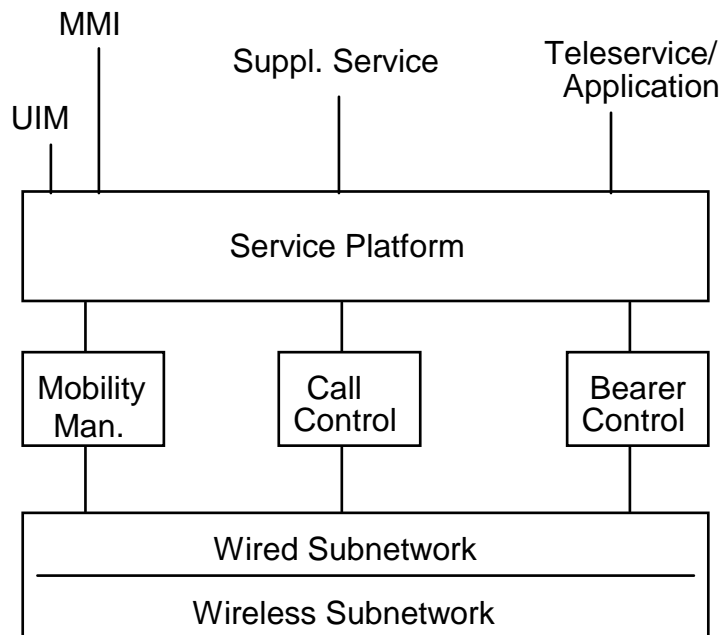 MMI
Suppl. Service
Teleservice/
Application
UIM
Service Platform
Mobility
Man.
Call
Control
Bearer
Control
Wired Subnetwork
Wireless Subnetwork